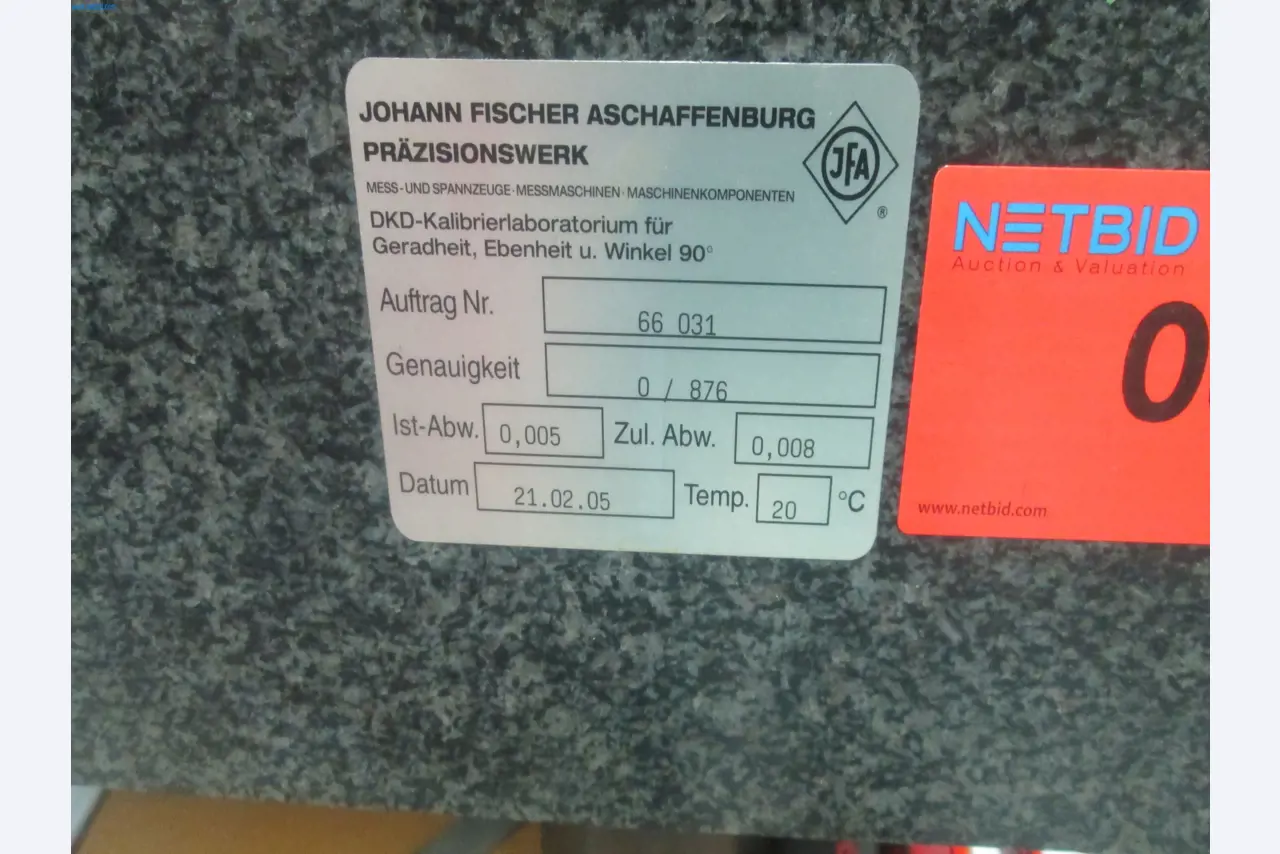 JOHANN FISCHER ASCHAFFENBURG
PRÄZISIONSWERK
JFA
®
MESS-UND SPANNZEUGE·MESSMASCHINEN·MASCHINENKOMPONENTEN
DKD-Kalibrierlaboratorium für
Geradheit, Ebenheit u. Winkel 90°
Auftrag Nr. 66 031
Genauigkeit 0 / 876
Ist-Abw. 0,005 Zul. Abw. 0,008
Datum 21.02.05 Temp. 20 °C
NETBID
Auction & Valuation
0
www.netbid.com